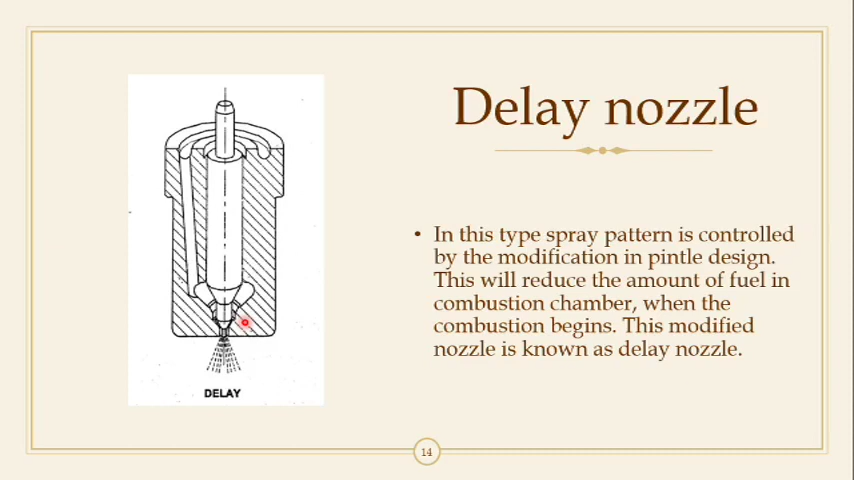 Delay nozzle
• In this type spray pattern is controlled
by the modification in pintle design.
This will reduce the amount of fuel in
combustion chamber, when the
combustion begins. This modified
nozzle is known as delay nozzle.
DELAY
14